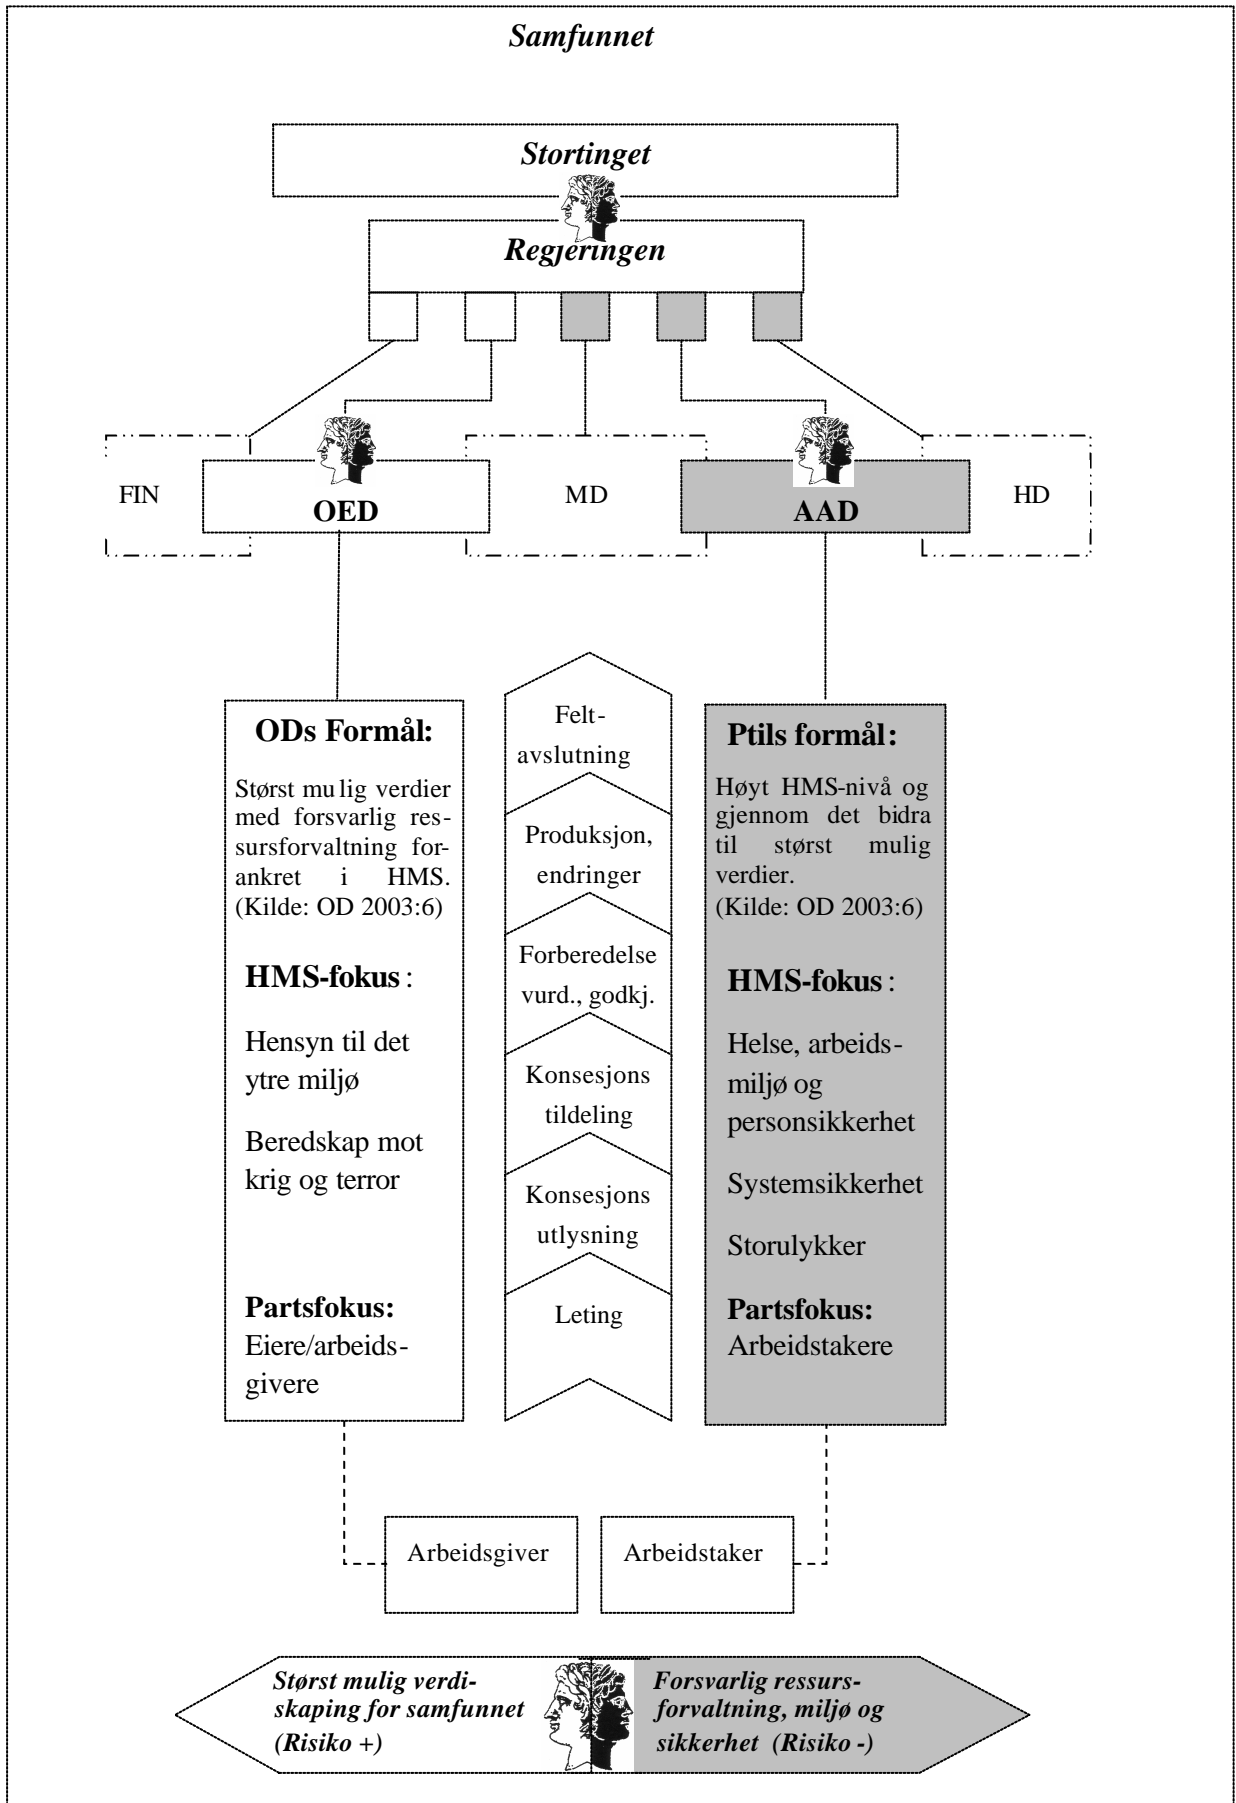 Samfunnet
Stortinget
Regjeringen
FIN
OED
MD
AAD
HD
ODs Formål:
Størst mulig verdier
med forsvarlig res-
sursforvaltning for-
ankret i HMS.
(Kilde: OD 2003:6)
HMS-fokus:
Hensyn til det
ytre miljø
Beredskap mot
krig og terror
Partsfokus:
Eiere/arbeids-
givere
Felt-
avslutning
Produksjon,
endringer
Forberedelse
vurd., godkj.
Konsesjons
tildeling
Konsesjons
utlysning
Leting
Ptils formål:
Høyt HMS-nivå og
gjennom det bidra
til størst mulig
verdier.
(Kilde: OD 2003:6)
HMS-fokus:
Helse, arbeids-
miljø og
personsikkerhet
Systemsikkerhet
Storulykker
Partsfokus:
Arbeidstakere
Arbeidsgiver
Arbeidstaker
Størst mulig verdi-
skaping for samfunnet
(Risiko +)
Forsvarlig ressurs-
forvaltning, miljø og
sikkerhet (Risiko -)